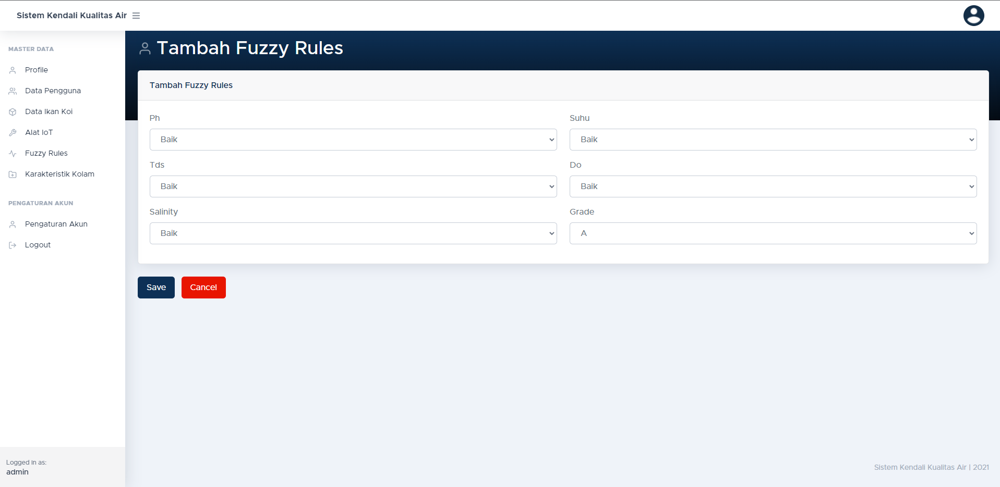 Sistem Kendali Kualitas Air
MASTER DATA
Profile
Data Pengguna
Data Ikan Koi
Alat IoT
Fuzzy Rules
Karakteristik Kolam
PENGATURAN AKUN
Pengaturan Akun
Logout
Logged in as:
admin
Tambah Fuzzy Rules
Tambah Fuzzy Rules
Ph
Baik
Suhu
Baik
Tds
Baik
Do
Baik
Salinity
Baik
Grade
A
Save
Cancel
Sistem Kendali Kualitas Air | 2021